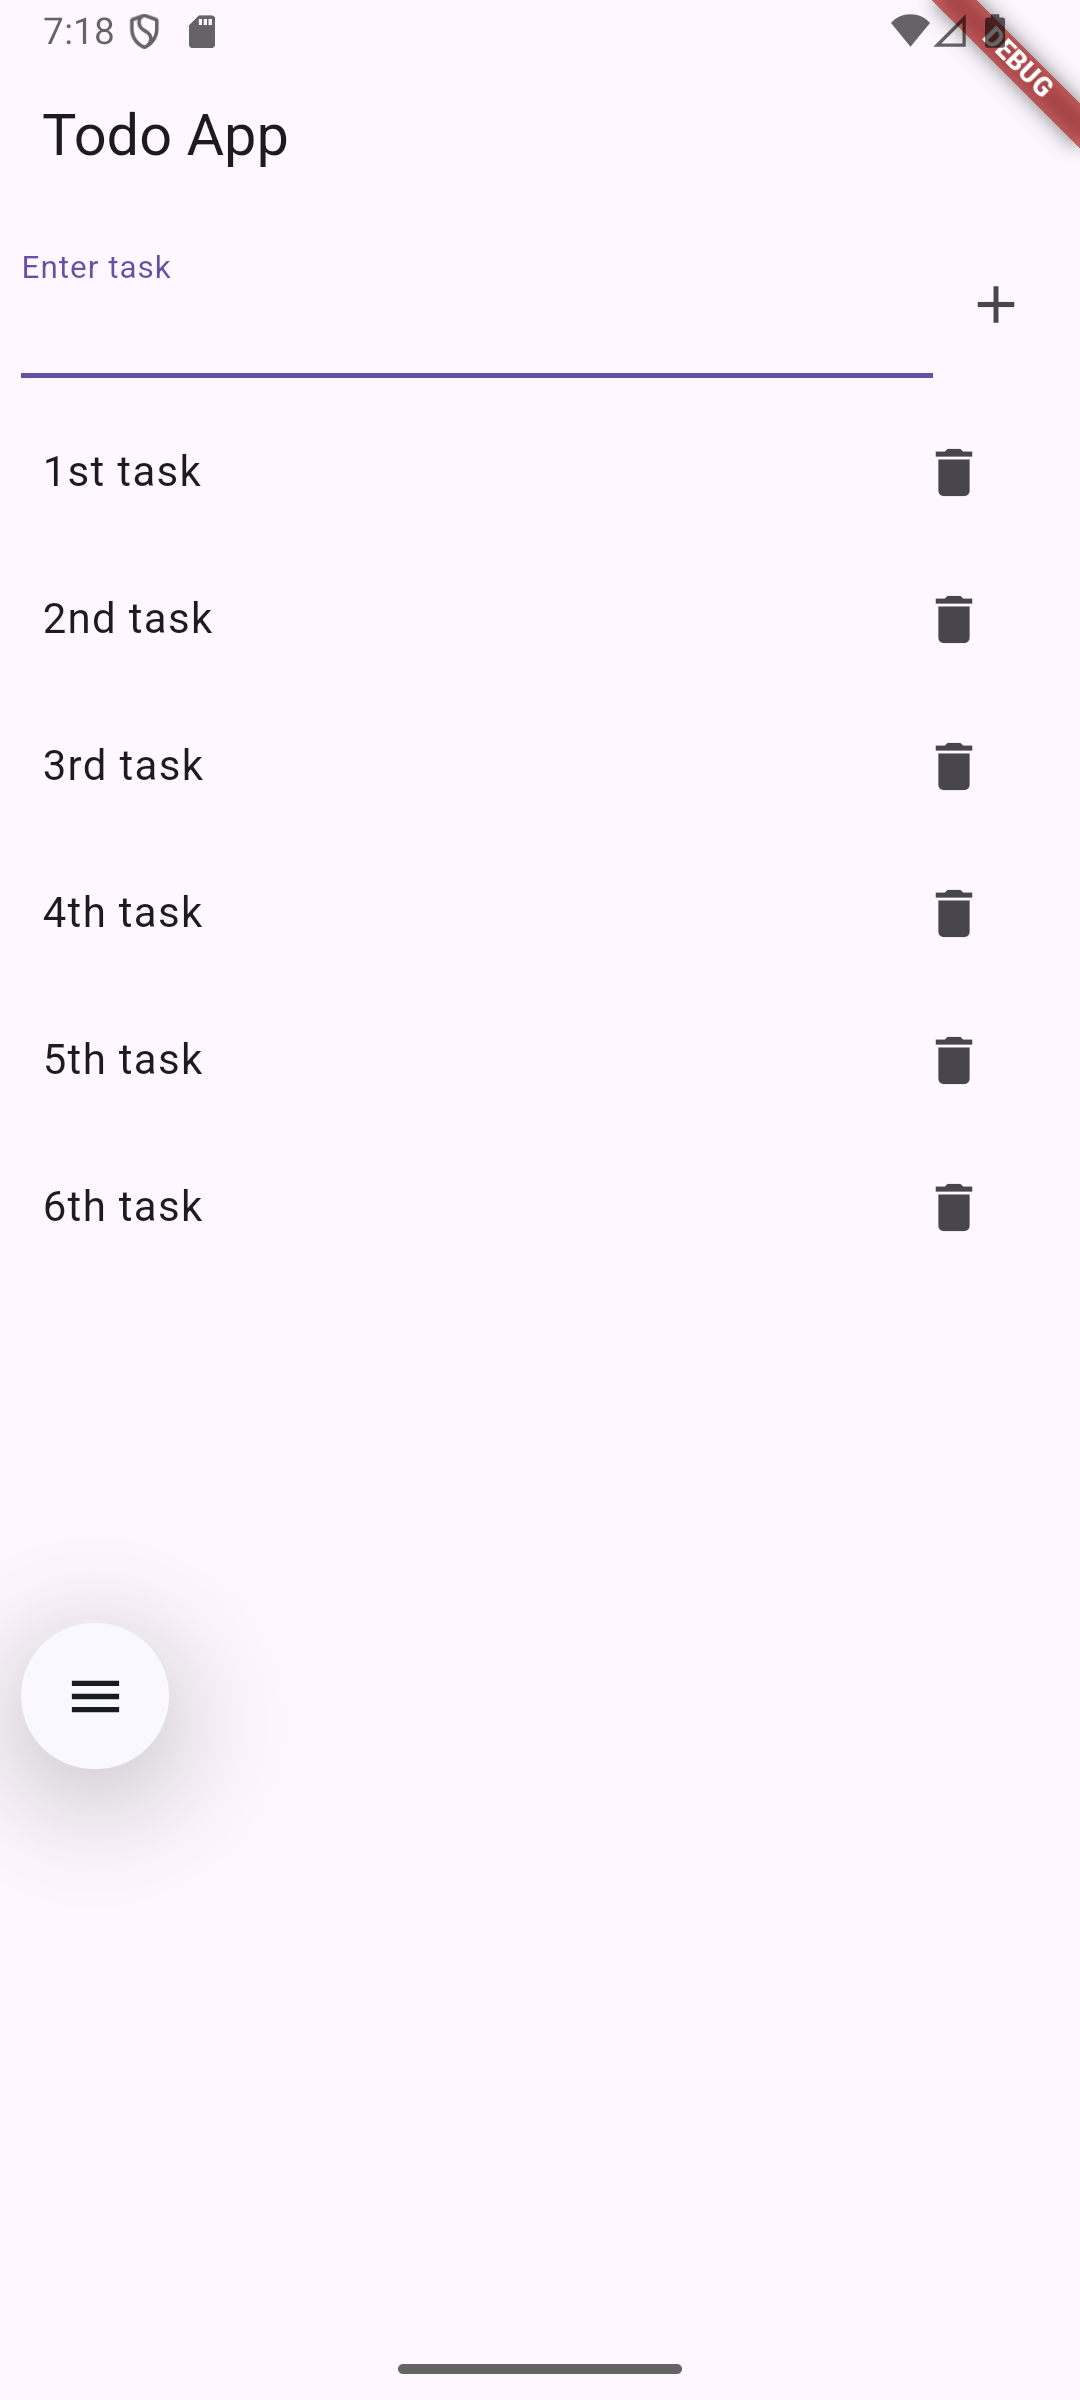 7:18
DEBUG
Todo App
Enter task
1st task
2nd task
3rd task
4th task
5th task
6th task